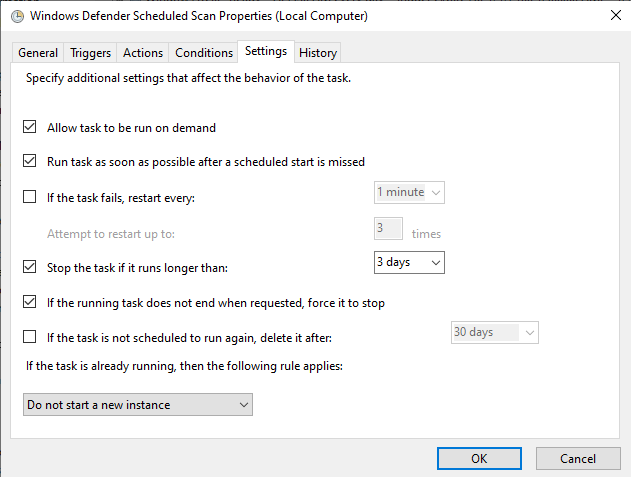 Windows Defender Scheduled Scan Properties (Local Computer)
General Triggers Actions Conditions Settings History
Specify additional settings that affect the behavior of the task.
Allow task to be run on demand
Run task as soon as possible after a scheduled start is missed
If the task fails, restart every: 1 minute
Attempt to restart up to: 3 times
Stop the task if it runs longer than: 3 days
If the running task does not end when requested, force it to stop
If the task is not scheduled to run again, delete it after: 30 days
If the task is already running, then the following rule applies:
Do not start a new instance
OK Cancel